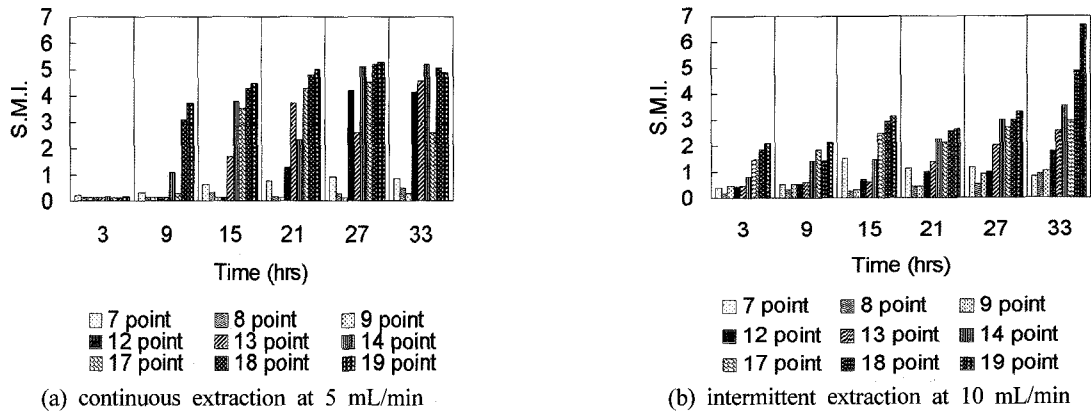 7
6
5
4
3
2
1
0
S.M.I.
3 9 15 21 27 33
Time (hrs)
7 point 8 point 9 point
12 point 13 point 14 point
17 point 18 point 19 point
(a) continuous extraction at 5 mL/min
7
6
5
4
3
2
1
0
S.M.I.
3 9 15 21 27 33
Time (hrs)
7 point 8 point 9 point
12 point 13 point 14 point
17 point 18 point 19 point
(b) intermittent extraction at 10 mL/min